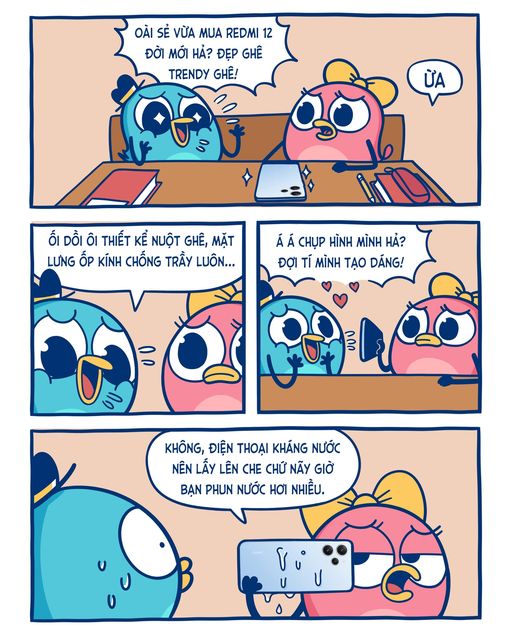 OÀI SẺ VỪA MUA REDMI 12
ĐỜI MỚI HẢ? ĐẸP GHÊ
TRENDY GHÊ!
ỪA
ỐI DỒI ÔI THIẾT KẾ NUỘT GHÊ, MẶT
LƯNG ỐP KÍNH CHỐNG TRẦY LUÔN...
Á Á CHỤP HÌNH MÌNH HẢ?
ĐỢI TÍ MÌNH TẠO DÁNG!
KHÔNG, ĐIỆN THOẠI KHÁNG NƯỚC
NÊN LẤY LÊN CHE CHỨ NÃY GIỜ
BẠN PHUN NƯỚC HƠI NHIỀU.